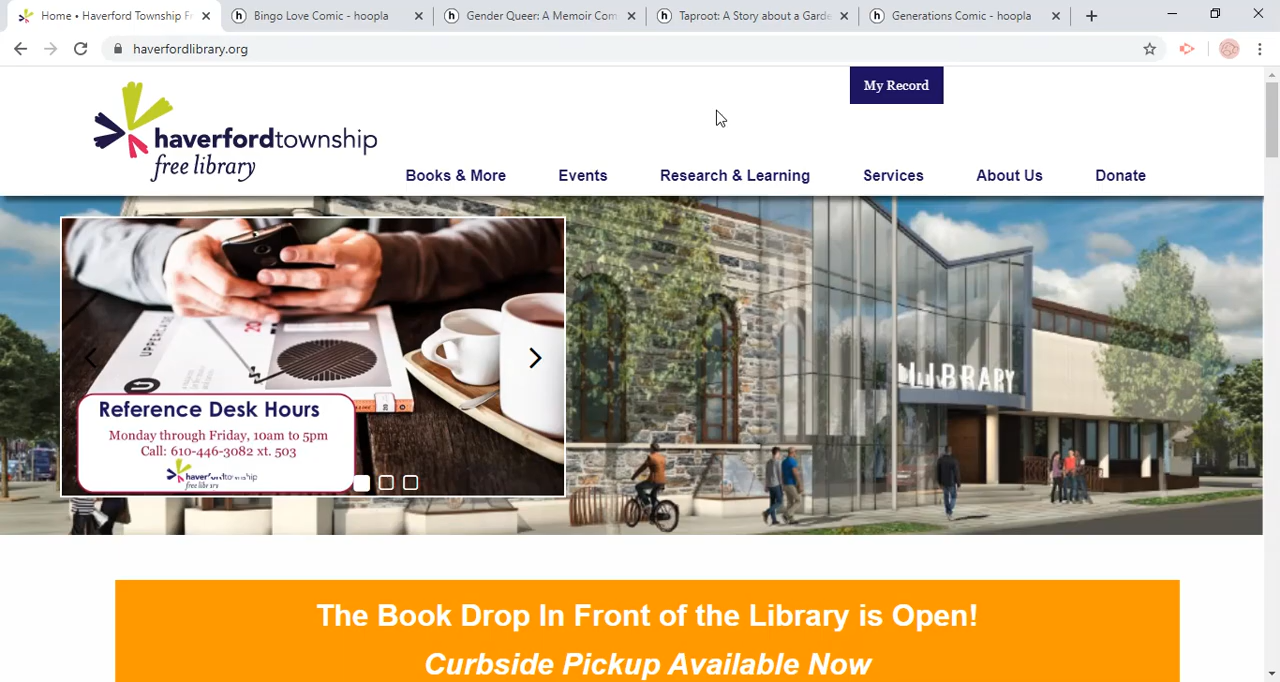 Home • Haverford Township Fr
Bingo Love Comic - hoopla
Gender Queer: A Memoir Com
Taproot: A Story about a Garde
Generations Comic - hoopla
haverfordlibrary.org
My Record
haverfordtownship
free library
Books & More
Events
Research & Learning
Services
About Us
Donate
LIBRARY
UPPERCASE
Reference Desk Hours
Monday through Friday, 10am to 5pm
Call: 610-446-3082 xt. 503
The Book Drop In Front of the Library is Open!
Curbside Pickup Available Now